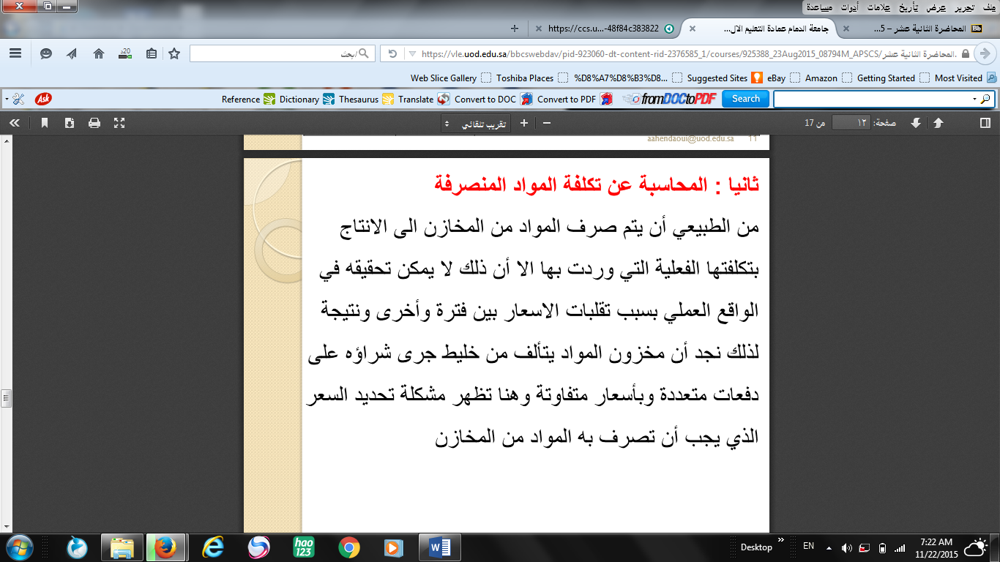 ملف تحرير عرض تأريخ علامات أدوات مساعدة
المحاضرة الثانية عشر – 5...
جامعة الدمام عمادة التعليم الال...
https://ccs.u...-48f84c383822
https://vle.uod.edu.sa/bbcswebdav/pid-923060-dt-content-rid-2376585_1/courses/925388_23Aug2015_08794M_APSCS/المحاضرة الثانية عشر.
بحث
20د
Most Visited
Getting Started
Amazon
eBay
Suggested Sites
%D8%A7%D8%B3%D8...
Toshiba Places
Web Slice Gallery
Ask
Reference
Dictionary
Thesaurus
Translate
Convert to DOC
Convert to PDF
fromDOCtoPDF
Search
صفحة: ١٢ من 17
تقريب تلقائي
aahendaoui@uod.edu.sa 11
ثانيا : المحاسبة عن تكلفة المواد المنصرفة
من الطبيعي أن يتم صرف المواد من المخازن الى الانتاج
بتكلفتها الفعلية التي وردت بها الا أن ذلك لا يمكن تحقيقه في
الواقع العملي بسبب تقلبات الاسعار بين فترة وأخرى ونتيجة
لذلك نجد أن مخزون المواد يتألف من خليط جرى شراؤه على
دفعات متعددة وبأسعار متفاوتة وهنا تظهر مشكلة تحديد السعر
الذي يجب أن تصرف به المواد من المخازن
hao
123
Desktop
EN
7:22 AM
11/22/2015